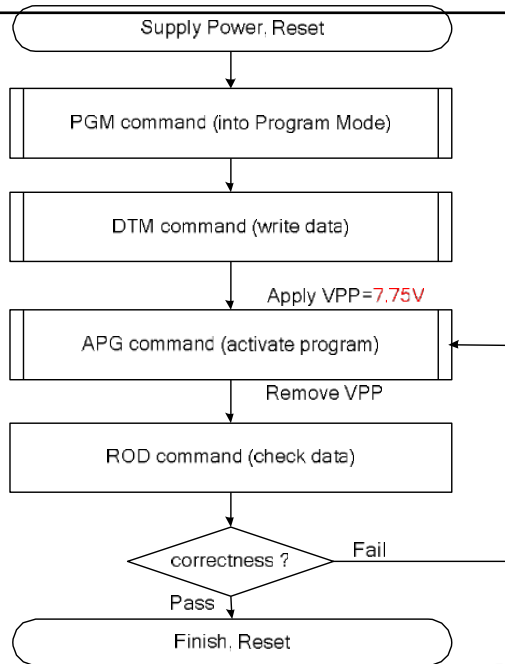 Supply Power, Reset
PGM command (into Program Mode)
DTM command (write data)
Apply VPP=7.75V
APG command (activate program)
Remove VPP
ROD command (check data)
correctness ?
Fail
Pass
Finish, Reset